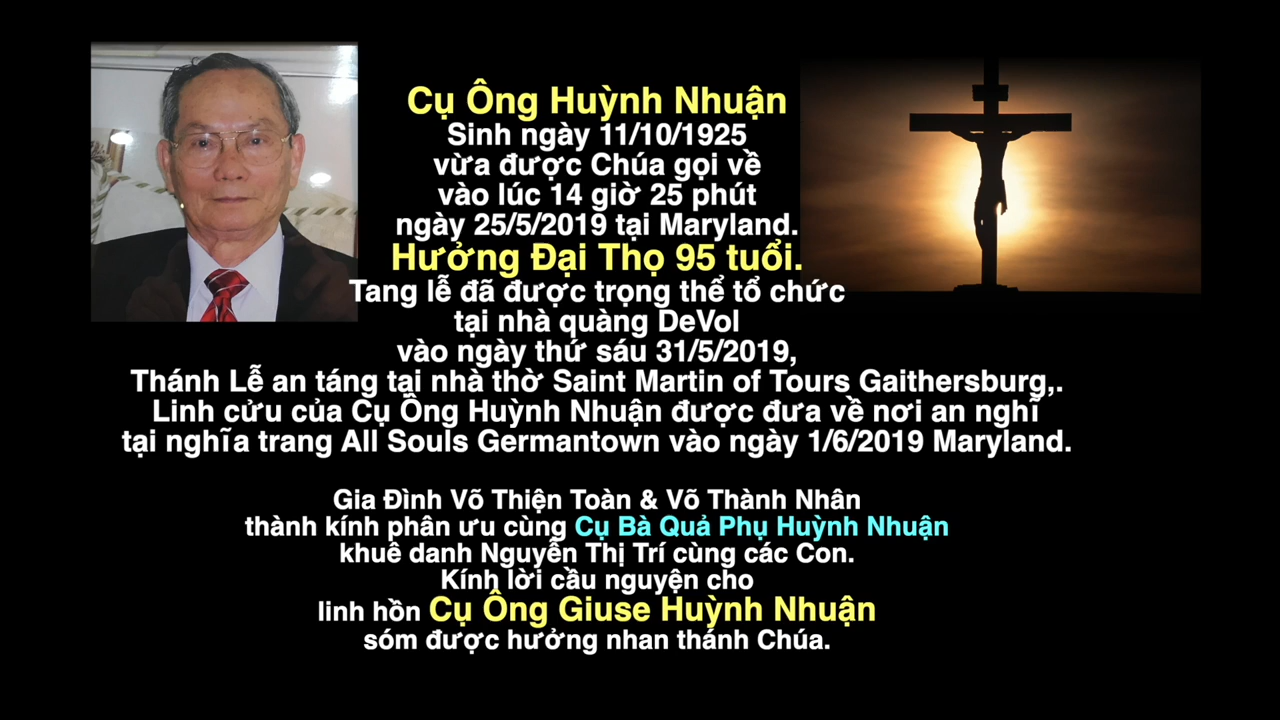 Cụ Ông Huỳnh Nhuận
Sinh ngày 11/10/1925
vừa được Chúa gọi về
vào lúc 14 giờ 25 phút
ngày 25/5/2019 tại Maryland.
Hưởng Đại Thọ 95 tuổi.
Tang lễ đã được trọng thể tổ chức
tại nhà quàng DeVol
vào ngày thứ sáu 31/5/2019,
Thánh Lễ an táng tại nhà thờ Saint Martin of Tours Gaithersburg,.
Linh cửu của Cụ Ông Huỳnh Nhuận được đưa về nơi an nghỉ
tại nghĩa trang All Souls Germantown vào ngày 1/6/2019 Maryland.
Gia Đình Võ Thiện Toàn & Võ Thành Nhân
thành kính phân ưu cùng Cụ Bà Quả Phụ Huỳnh Nhuận
khuê danh Nguyễn Thị Trí cùng các Con.
Kính lời cầu nguyện cho
linh hồn Cụ Ông Giuse Huỳnh Nhuận
sóm được hưởng nhan thánh Chúa.